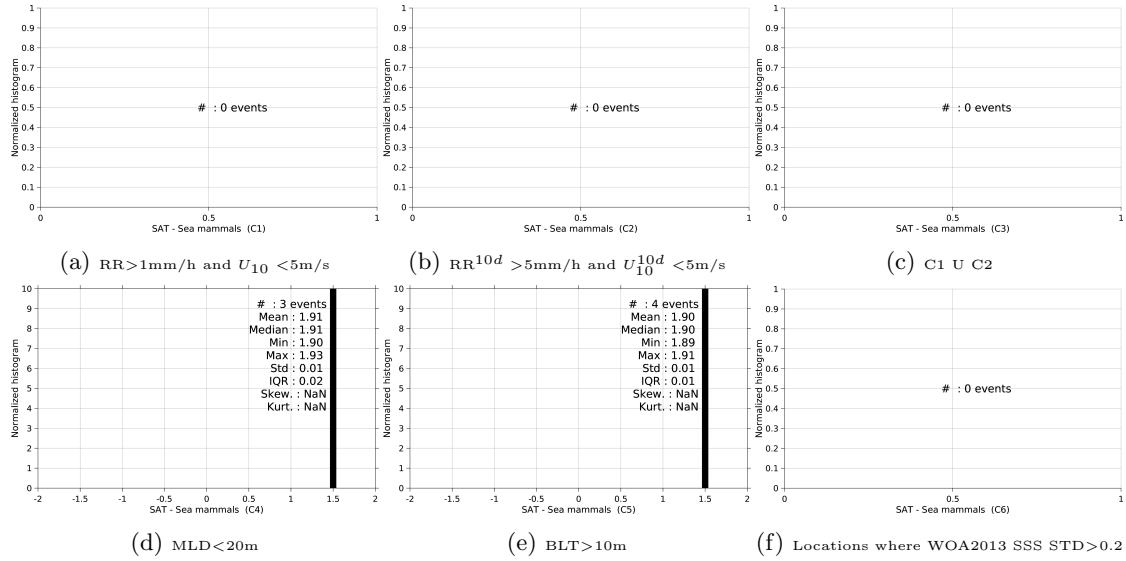 1
0.9
0.8
0.7
0.6
0.5
0.4
0.3
0.2
0.1
0
Normalized histogram
# : 0 events
0 0.5 1
SAT - Sea mammals (C1)
(a) RR>1mm/h and U10 <5m/s
1
0.9
0.8
0.7
0.6
0.5
0.4
0.3
0.2
0.1
0
Normalized histogram
# : 0 events
0 0.5 1
SAT - Sea mammals (C2)
(b) RR^10d >5mm/h and U10^10d <5m/s
1
0.9
0.8
0.7
0.6
0.5
0.4
0.3
0.2
0.1
0
Normalized histogram
# : 0 events
0 0.5 1
SAT - Sea mammals (C3)
(c) C1 U C2
10
9
8
7
6
5
4
3
2
1
0
Normalized histogram
# : 3 events
Mean : 1.91
Median : 1.91
Min : 1.90
Max : 1.93
Std : 0.01
IQR : 0.02
Skew. : NaN
Kurt. : NaN
-2 -1.5 -1 -0.5 0 0.5 1 1.5 2
SAT - Sea mammals (C4)
(d) MLD<20m
10
9
8
7
6
5
4
3
2
1
0
Normalized histogram
# : 4 events
Mean : 1.90
Median : 1.90
Min : 1.89
Max : 1.91
Std : 0.01
IQR : 0.01
Skew. : NaN
Kurt. : NaN
-2 -1.5 -1 -0.5 0 0.5 1 1.5 2
SAT - Sea mammals (C5)
(e) BLT>10m
1
0.9
0.8
0.7
0.6
0.5
0.4
0.3
0.2
0.1
0
Normalized histogram
# : 0 events
0 0.5 1
SAT - Sea mammals (C6)
(f) Locations where WOA2013 SSS STD>0.2